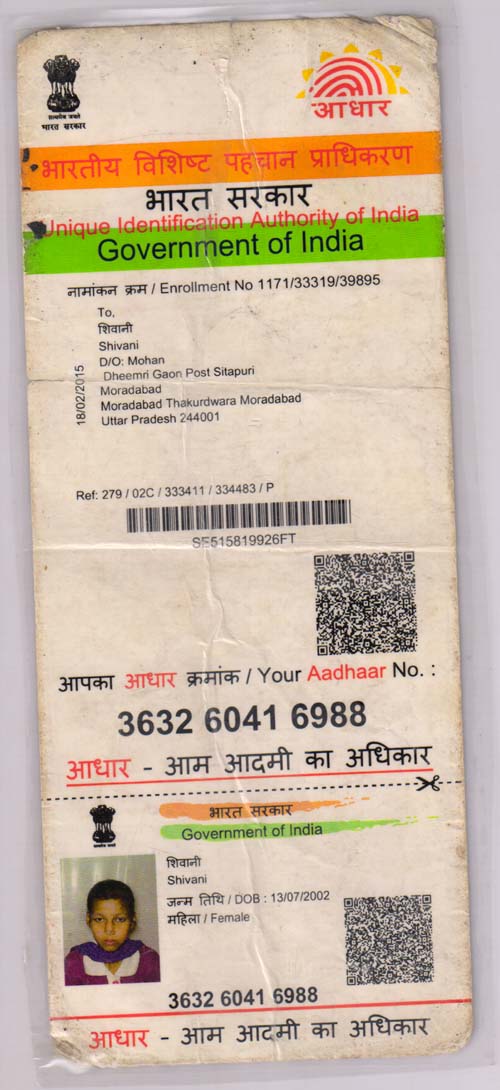 सत्यमेव जयते
भारत सरकार
आधार
भारतीय विशिष्ट पहचान प्राधिकरण
भारत सरकार
Unique Identification Authority of India
Government of India
नामांकन क्रम / Enrollment No 1171/33319/39895
To,
शिवानी
Shivani
D/O: Mohan
Dheemri Gaon Post Sitapuri
Moradabad
Moradabad Thakurdwara Moradabad
Uttar Pradesh 244001
18/02/2015
Ref: 279 / 02C / 333411 / 334483 / P
SE515819926FT
आपका आधार क्रमांक / Your Aadhaar No. :
3632 6041 6988
आधार - आम आदमी का अधिकार
भारत सरकार
Government of India
शिवानी
Shivani
जन्म तिथि / DOB : 13/07/2002
महिला / Female
3632 6041 6988
आधार - आम आदमी का अधिकार